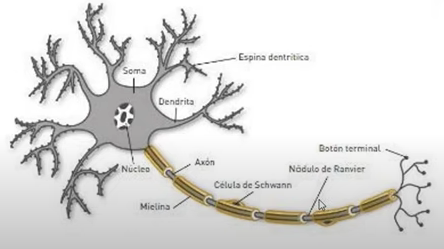 Espina dentrítica
Soma
Dendrita
Botón terminal
Núcleo
Axón
Nódulo de Ranvier
Célula de Schwann
Mielina